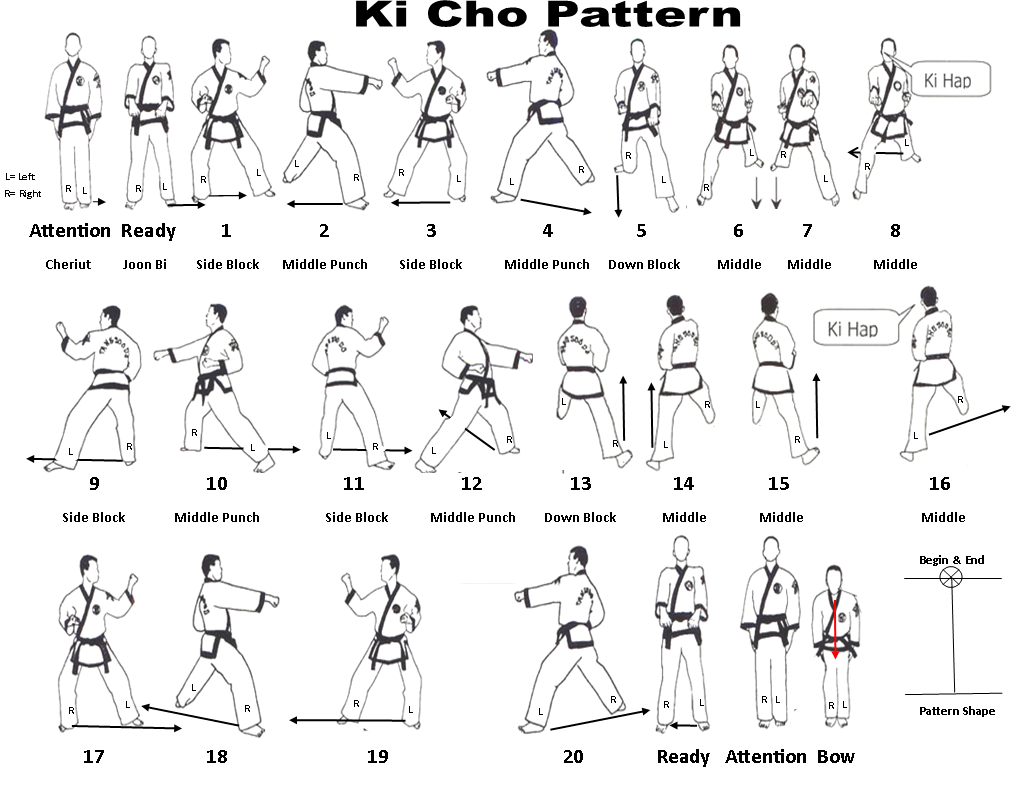 Ki Cho Pattern
Ki Hap
L= Left
R= Right
R L R L R L L R R L L R R L R L R L R L
Attention Ready 1 2 3 4 5 6 7 8
Cheriut Joon Bi Side Block Middle Punch Side Block Middle Punch Down Block Middle Middle Middle
Ki Hap
L R R L L R L R L R L R L R L R
9 10 11 12 13 14 15 16
Side Block Middle Punch Side Block Middle Punch Down Block Middle Middle Middle
Begin & End
R L L R R L L R R L R L R L
Pattern Shape
17 18 19 20 Ready Attention Bow